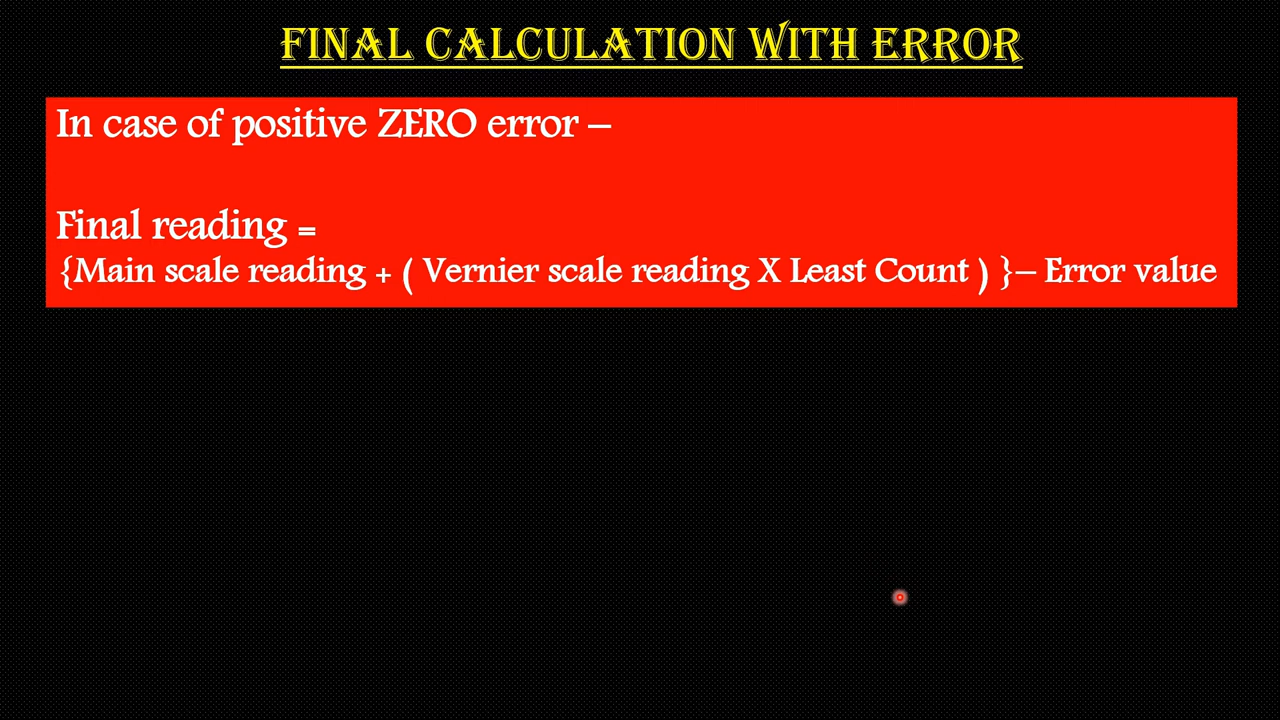 FINAL CALCULATION WITH ERROR
In case of positive ZERO error –
Final reading =
{Main scale reading + ( Vernier scale reading X Least Count ) }– Error value